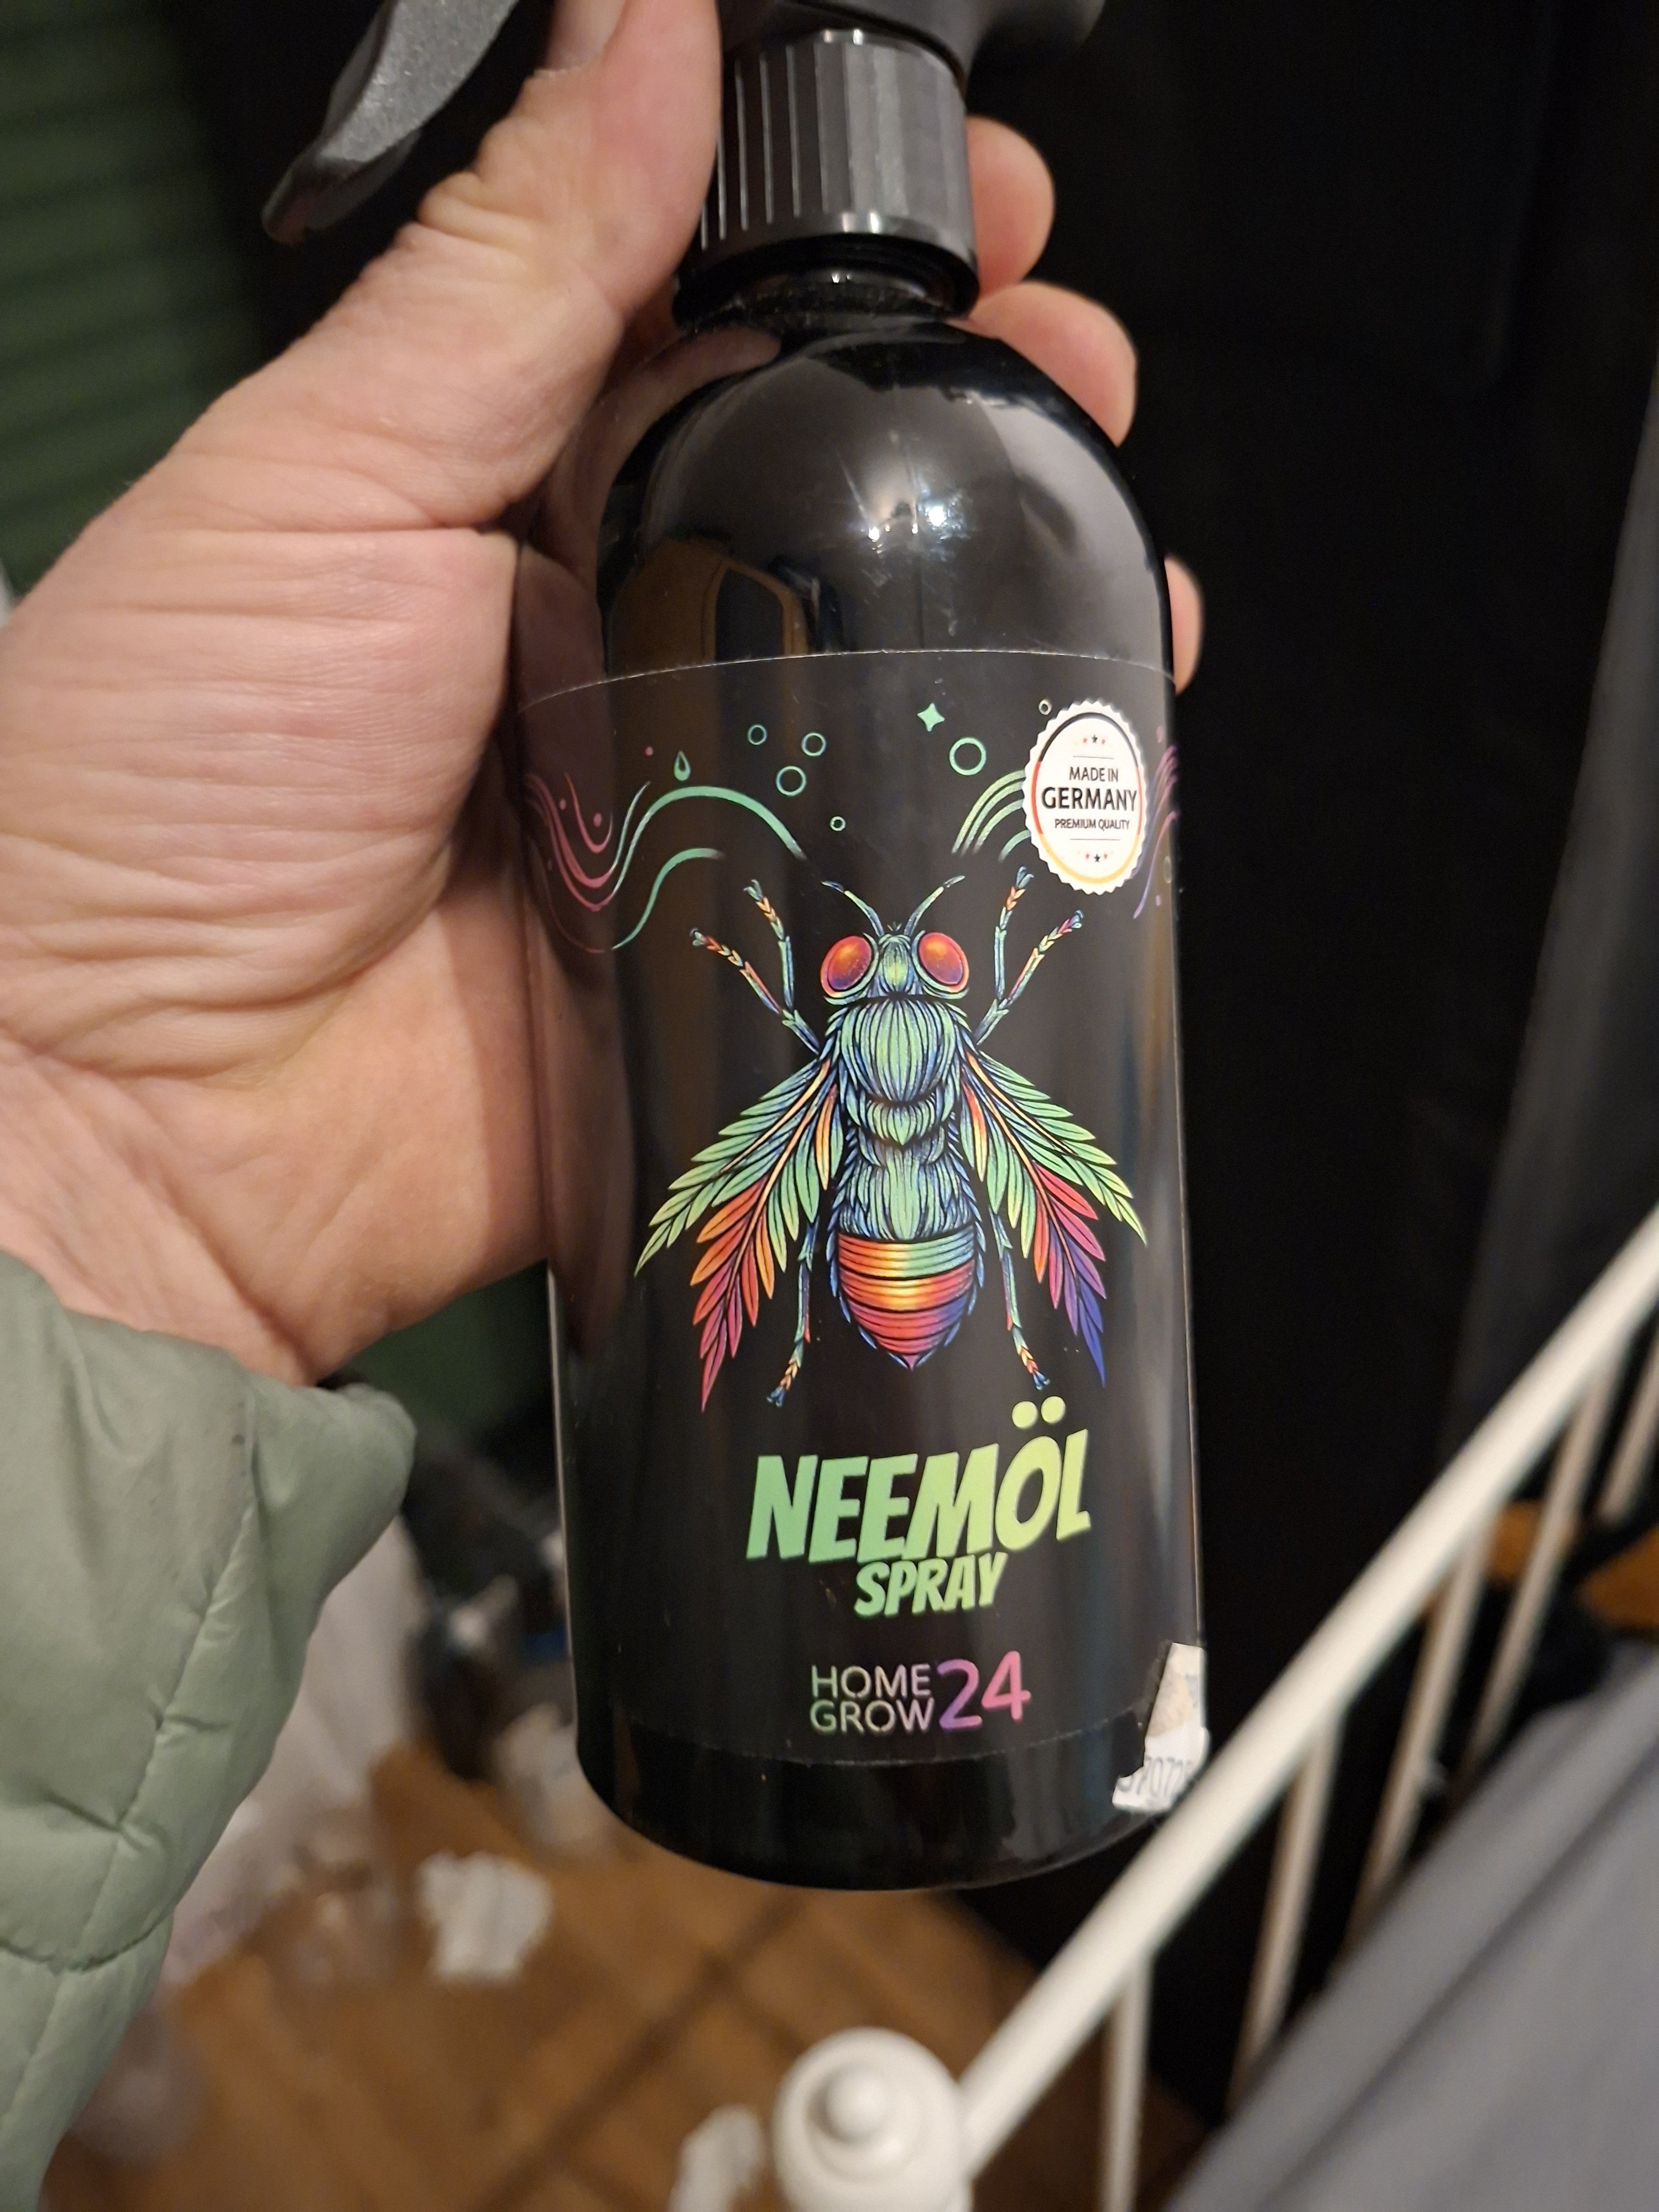 MADE IN
GERMANY
PREMIUM QUALITY
NEEMÖL
SPRAY
HOME
GROW 24